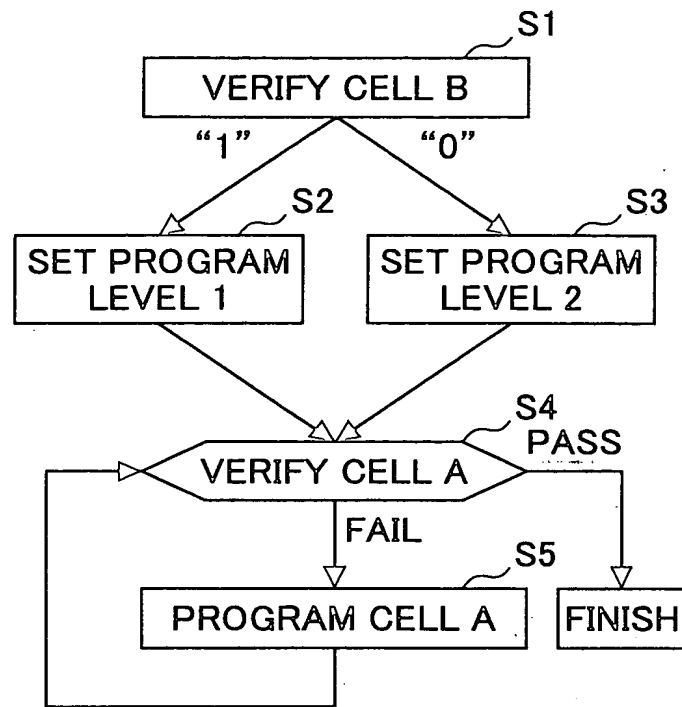 S1
VERIFY CELL B
“1”
“0”
S2
S3
SET PROGRAM
LEVEL 1
SET PROGRAM
LEVEL 2
S4
VERIFY CELL A
PASS
FAIL
S5
PROGRAM CELL A
FINISH